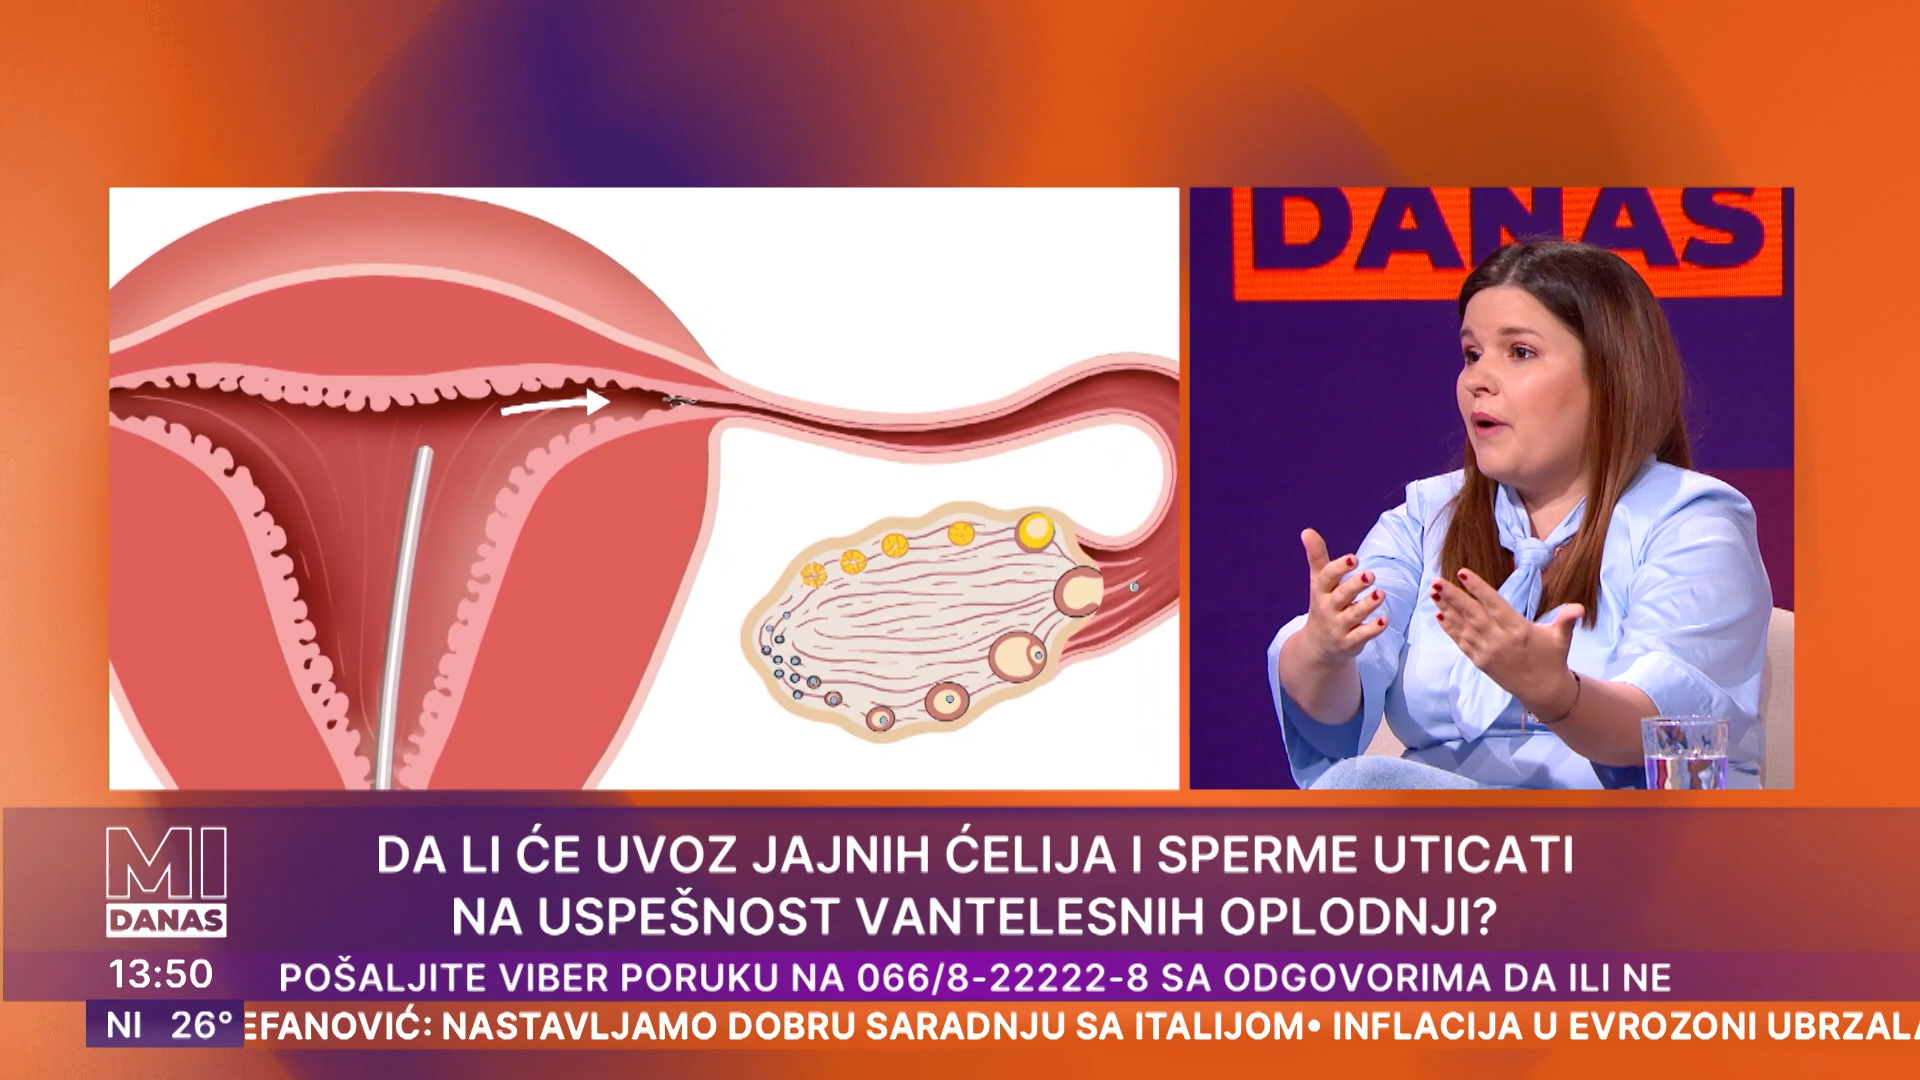 DANAS
DA LI ĆE UVOZ JAJNIH ĆELIJA I SPERME UTICATI
NA USPEŠNOST VANTELESNIH OPLODNJI?
MI
DANAS
13:50
POŠALJITE VIBER PORUKU NA 066/8-22222-8 SA ODGOVORIMA DA ILI NE
NI 26°
EFANOVIĆ: NASTAVLJAMO DOBRU SARADNJU SA ITALIJOM• INFLACIJA U EVROZONI UBRZALA